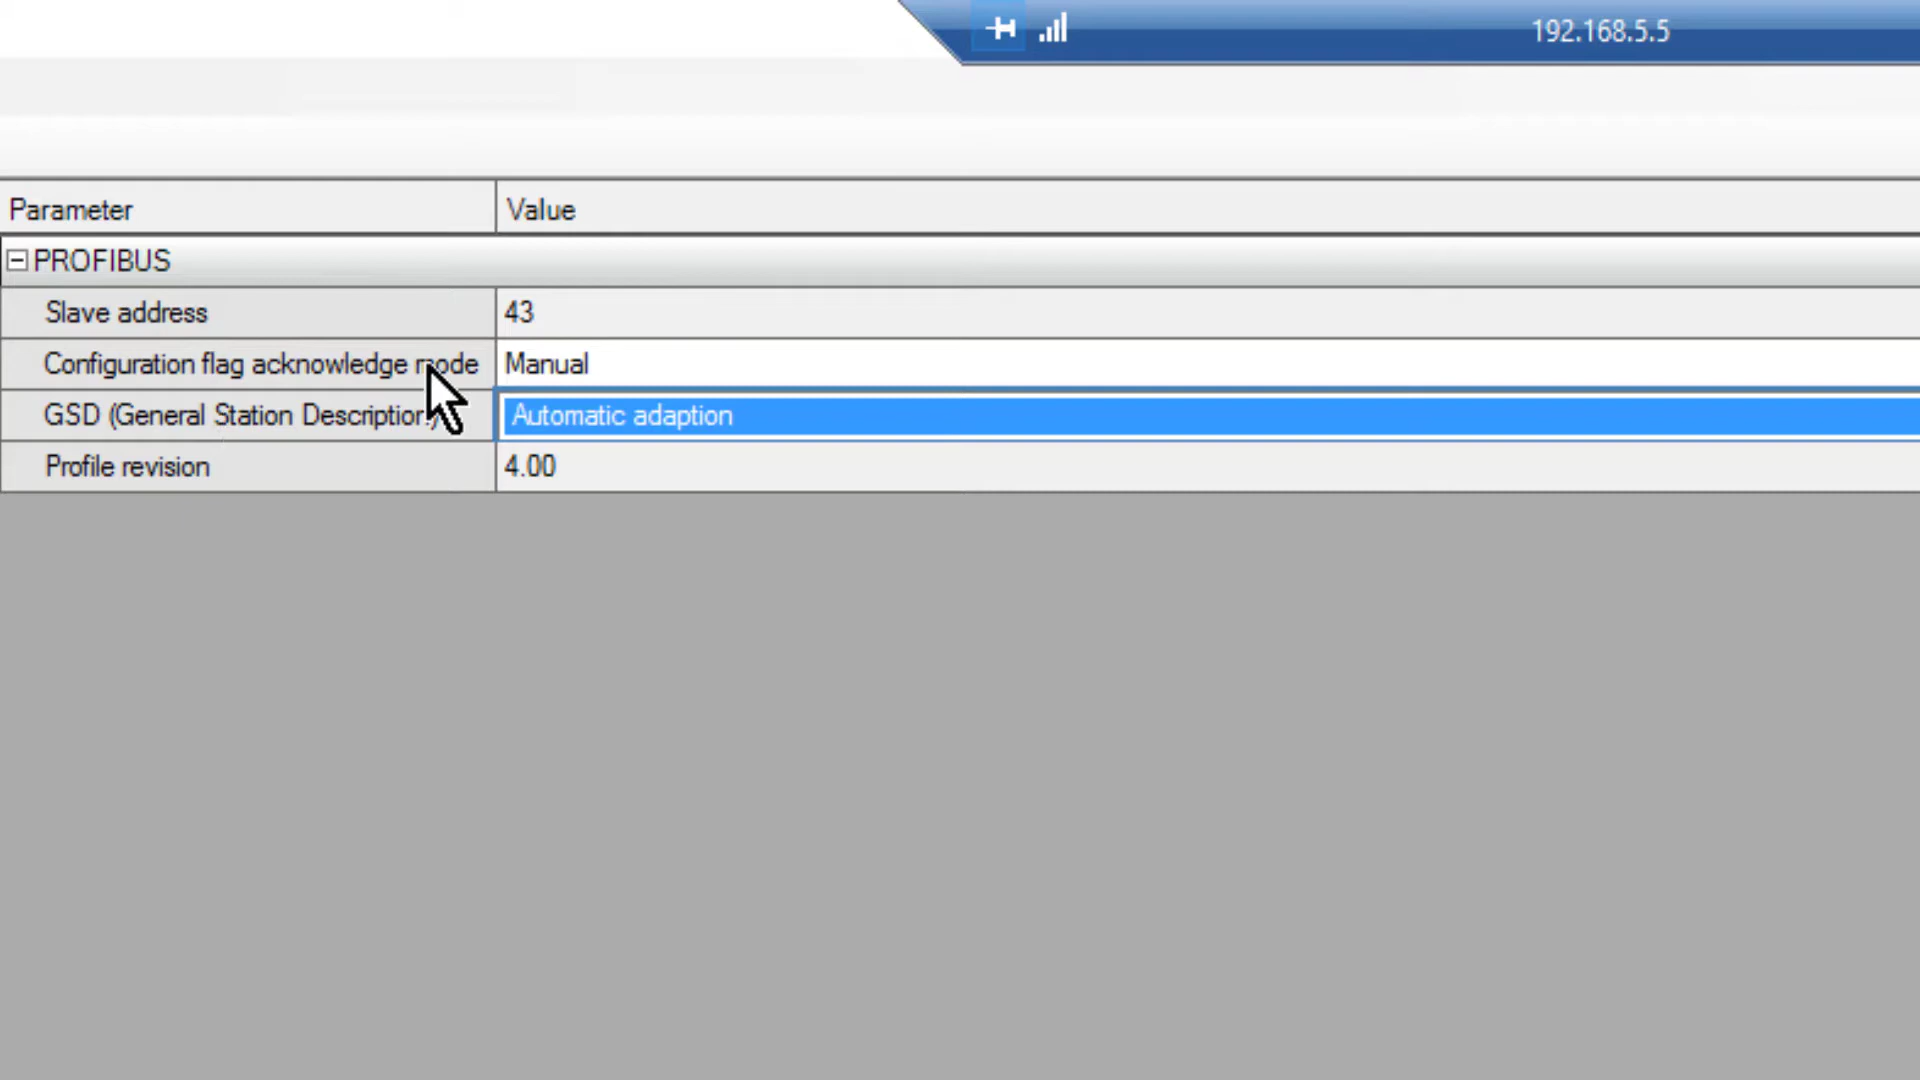 192.168.5.5
Parameter Value
PROFIBUS
Slave address 43
Configuration flag acknowledge mode Manual
GSD (General Station Description) Automatic adaption
Profile revision 4.00